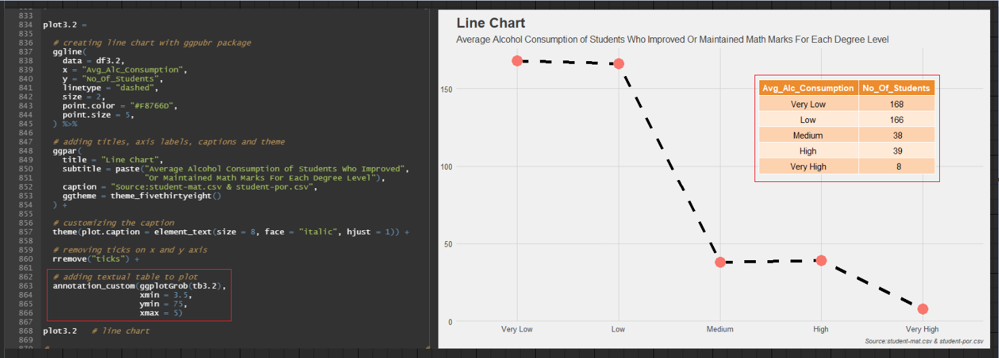 833
834 plot3.2 =
835
836 # creating line chart with ggpubr package
837 ggline(
838 data = df3.2,
839 x = "Avg_Alc_Consumption",
840 y = "No_Of_Students",
841 linetype = "dashed",
842 size = 2,
843 point.color = "#F8766D",
844 point.size = 5,
845 ) %>%
846
847 # adding titles, axis labels, captions and theme
848 ggpar(
849 title = "Line Chart",
850 subtitle = paste("Average Alcohol Consumption of Students Who Improved",
851 "Or Maintained Math Marks For Each Degree Level"),
852 caption = "Source:student-mat.csv & student-por.csv",
853 ggtheme = theme_fivethirtyeight()
854 ) +
855
856 # customizing the caption
857 theme(plot.caption = element_text(size = 8, face = "italic", hjust = 1)) +
858
859 # removing ticks on x and y axis
860 rremove("ticks") +
861
862 # adding textual table to plot
863 annotation_custom(ggplotGrob(tb3.2),
864 xmin = 3.5,
865 ymin = 75,
866 xmax = 5)
867
868 plot3.2 # line chart
869
Line Chart
Average Alcohol Consumption of Students Who Improved Or Maintained Math Marks For Each Degree Level
150
100
50
0
Avg_Alc_Consumption No_Of_Students
Very Low 168
Low 166
Medium 38
High 39
Very High 8
Very Low Low Medium High Very High
Source:student-mat.csv & student-por.csv